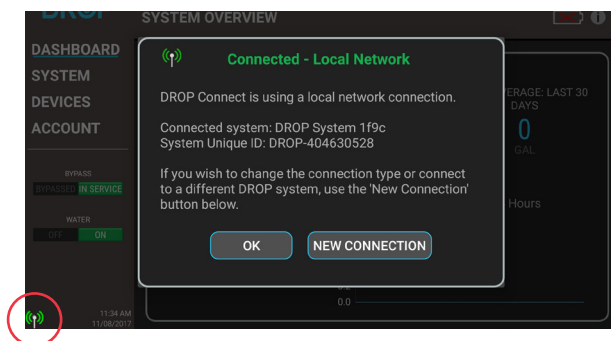 DROP
SYSTEM OVERVIEW
DASHBOARD
SYSTEM
DEVICES
ACCOUNT
BYPASS
BYPASSED IN SERVICE
WATER
OFF ON
11:34 AM
11/08/2017
Connected - Local Network
DROP Connect is using a local network connection.
Connected system: DROP System 1f9c
System Unique ID: DROP-404630528
If you wish to change the connection type or connect
to a different DROP system, use the 'New Connection'
button below.
OK NEW CONNECTION
LAST 30
DAYS
0
GAL
Hours
0.0